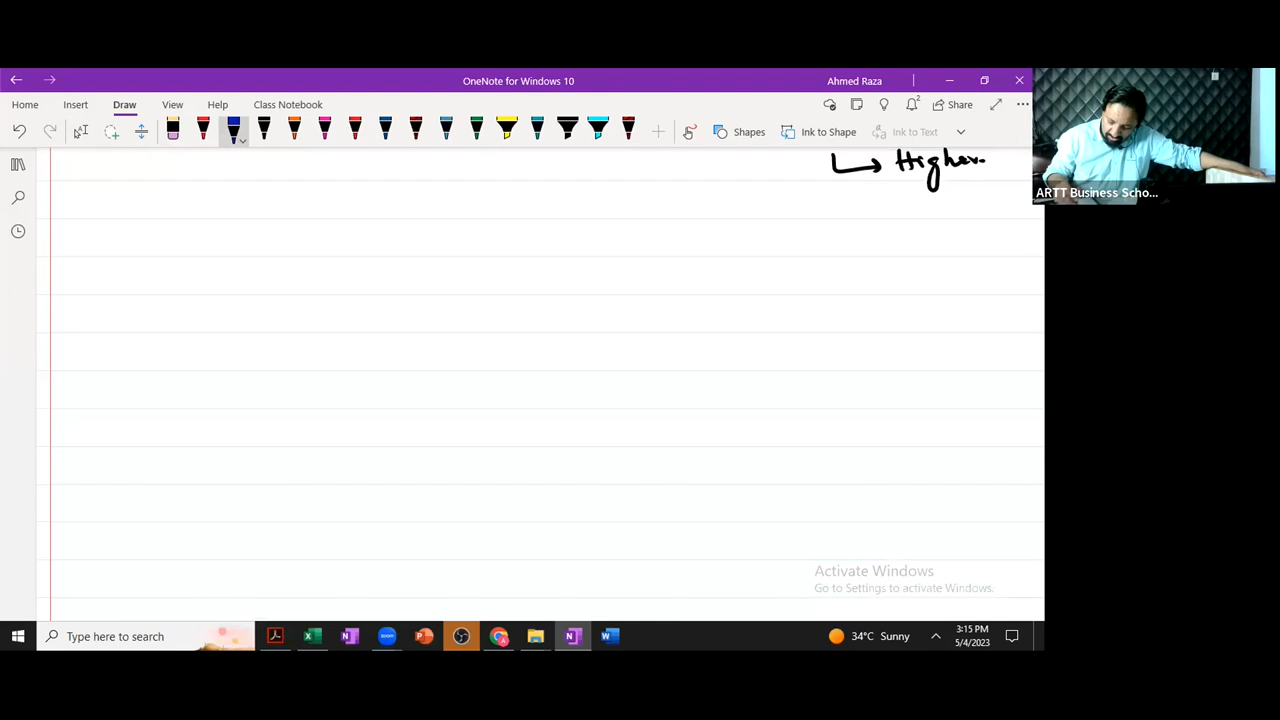 OneNote for Windows 10
Ahmed Raza
Home Insert Draw View Help Class Notebook
2 Share
Shapes Ink to Shape Ink to Text
Higher
ARTT Business Scho...
Activate Windows
Go to Settings to activate Windows.
Type here to search
zoom
34°C Sunny
3:15 PM
5/4/2023